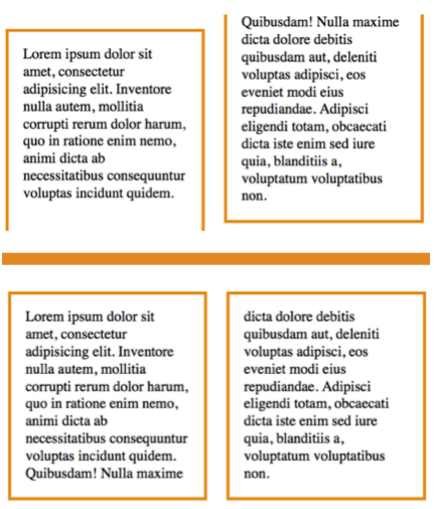 Lorem ipsum dolor sit
amet, consectetur
adipisicing elit. Inventore
nulla autem, mollitia
corrupti rerum dolor harum,
quo in ratione enim nemo,
animi dicta ab
necessitatibus consequuntur
voluptas incidunt quidem.
Quibusdam! Nulla maxime
dicta dolore debitis
quibusdam aut, deleniti
voluptas adipisci, eos
eveniet modi eius
repudiandae. Adipisci
eligendi totam, obcaecati
dicta iste enim sed iure
quia, blanditiis a,
voluptatum voluptatibus
non.
Lorem ipsum dolor sit
amet, consectetur
adipisicing elit. Inventore
nulla autem, mollitia
corrupti rerum dolor harum,
quo in ratione enim nemo,
animi dicta ab
necessitatibus consequuntur
voluptas incidunt quidem.
Quibusdam! Nulla maxime
dicta dolore debitis
quibusdam aut, deleniti
voluptas adipisci, eos
eveniet modi eius
repudiandae. Adipisci
eligendi totam, obcaecati
dicta iste enim sed iure
quia, blanditiis a,
voluptatum voluptatibus
non.